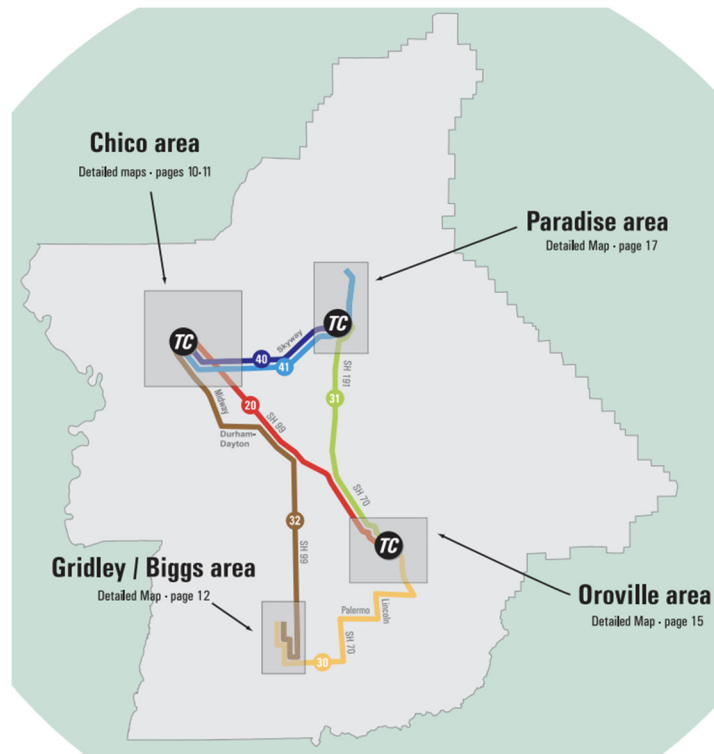 Chico area
Detailed maps · pages 10-11
Paradise area
Detailed Map · page 17
TC
TC
40
Skyway
41
SH 191
31
Midway
20
SH 99
Durham-
Dayton
SH 70
32
SH 99
TC
Gridley / Biggs area
Detailed Map · page 12
Oroville area
Detailed Map · page 15
Palermo
Lincoln
SH 70
30